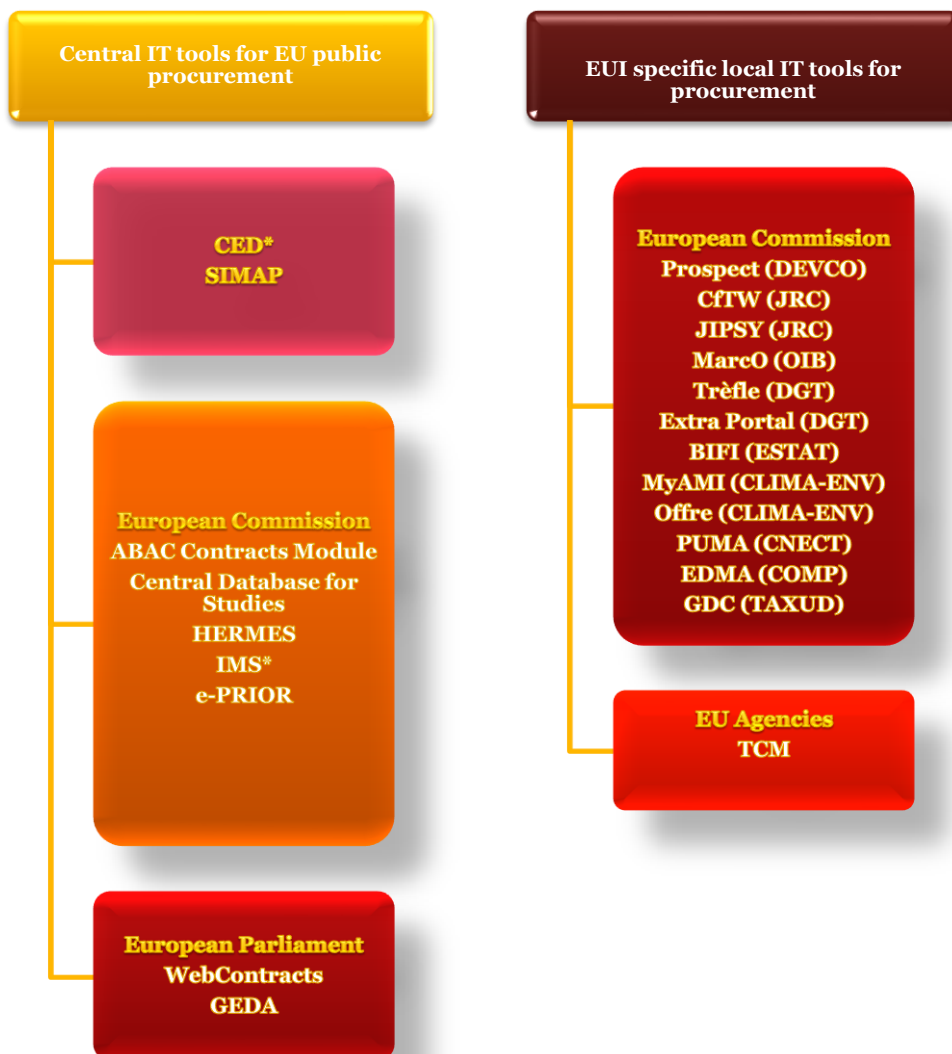 Central IT tools for EU public
procurement
CED*
SIMAP
European Commission
ABAC Contracts Module
Central Database for
Studies
HERMES
IMS*
e-PRIOR
European Parliament
WebContracts
GEDA
EUI specific local IT tools for
procurement
European Commission
Prospect (DEVCO)
CfTW (JRC)
JIPSY (JRC)
MarcO (OIB)
Trèfle (DGT)
Extra Portal (DGT)
BIFI (ESTAT)
MyAMI (CLIMA-ENV)
Offre (CLIMA-ENV)
PUMA (CNECT)
EDMA (COMP)
GDC (TAXUD)
EU Agencies
TCM